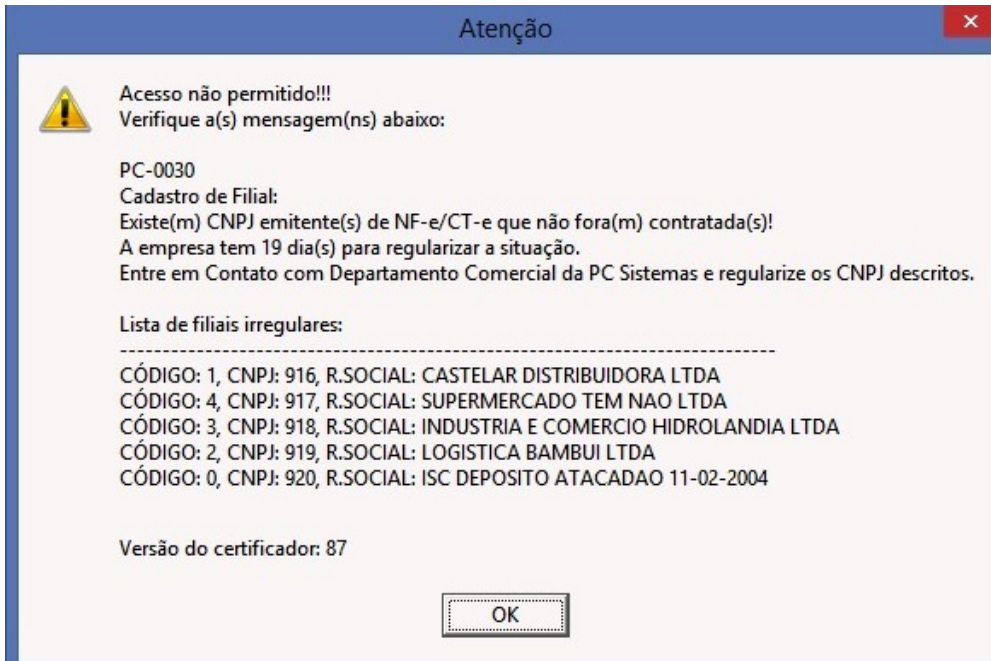 Atenção
Acesso não permitido!!!
Verifique a(s) mensagem(ns) abaixo:
PC-0030
Cadastro de Filial:
Existe(m) CNPJ emitente(s) de NF-e/CT-e que não fora(m) contratada(s)!
A empresa tem 19 dia(s) para regularizar a situação.
Entre em Contato com Departamento Comercial da PC Sistemas e regularize os CNPJ descritos.
Lista de filiais irregulares:
------------------------------------------------------------------------------
CÓDIGO: 1, CNPJ: 916, R.SOCIAL: CASTELAR DISTRIBUIDORA LTDA
CÓDIGO: 4, CNPJ: 917, R.SOCIAL: SUPERMERCADO TEM NAO LTDA
CÓDIGO: 3, CNPJ: 918, R.SOCIAL: INDUSTRIA E COMERCIO HIDROLANDIA LTDA
CÓDIGO: 2, CNPJ: 919, R.SOCIAL: LOGISTICA BAMBUI LTDA
CÓDIGO: 0, CNPJ: 920, R.SOCIAL: ISC DEPOSITO ATACADAO 11-02-2004
Versão do certificador: 87
OK